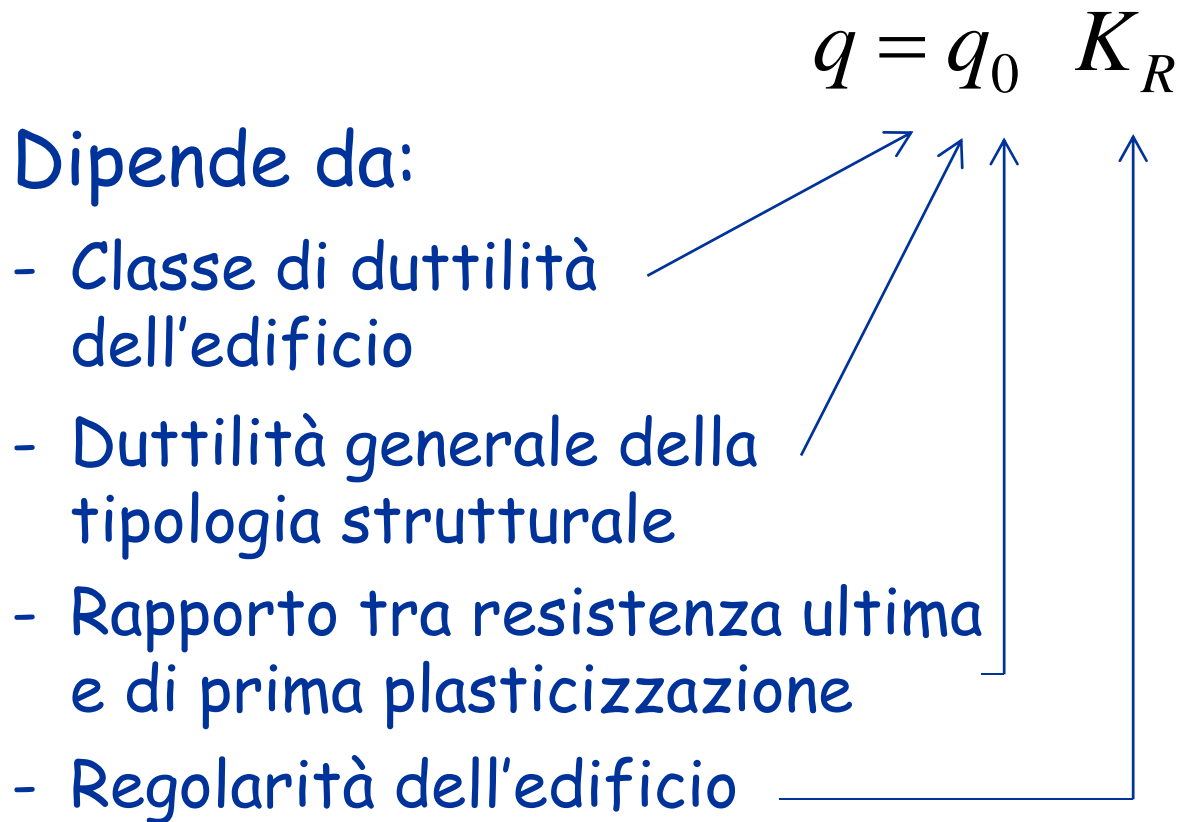 q = q₀ K_R
Dipende da:
- Classe di duttilità
dell’edificio
- Duttilità generale della
tipologia strutturale
- Rapporto tra resistenza ultima
e di prima plasticizzazione
- Regolarità dell’edificio